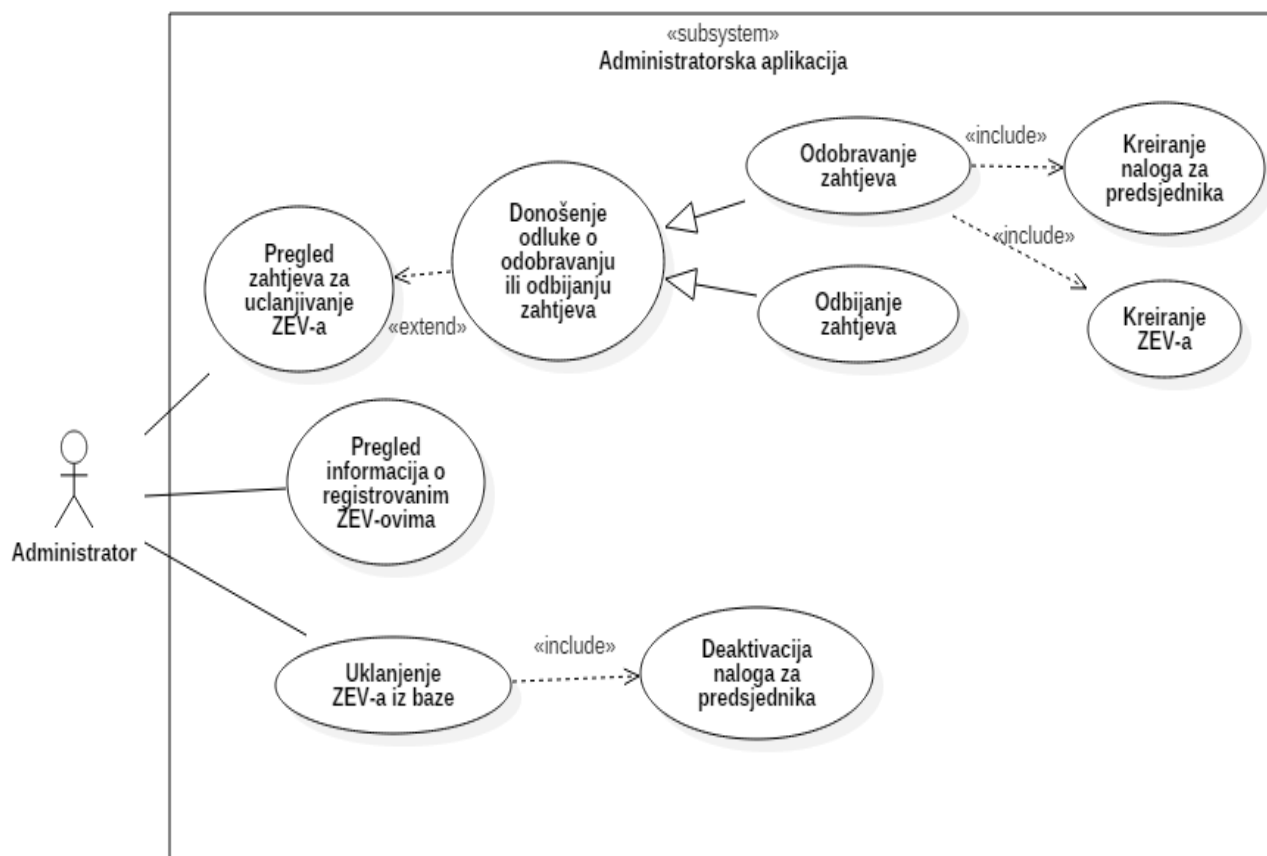 «subsystem»
Administratorska aplikacija
Odobravanje
zahtjeva
«include»
Kreiranje
naloga za
predsjednika
Donošenje
odluke o
odobravanju
ili odbijanju
zahtjeva
Pregled
zahtjeva za
uclanjivanje
ZEV-a
«extend»
«include»
Odbijanje
zahtjeva
Kreiranje
ZEV-a
Pregled
informacija o
registrovanim
ZEV-ovima
Administrator
Uklanjenje
ZEV-a iz baze
«include»
Deaktivacija
naloga za
predsjednika